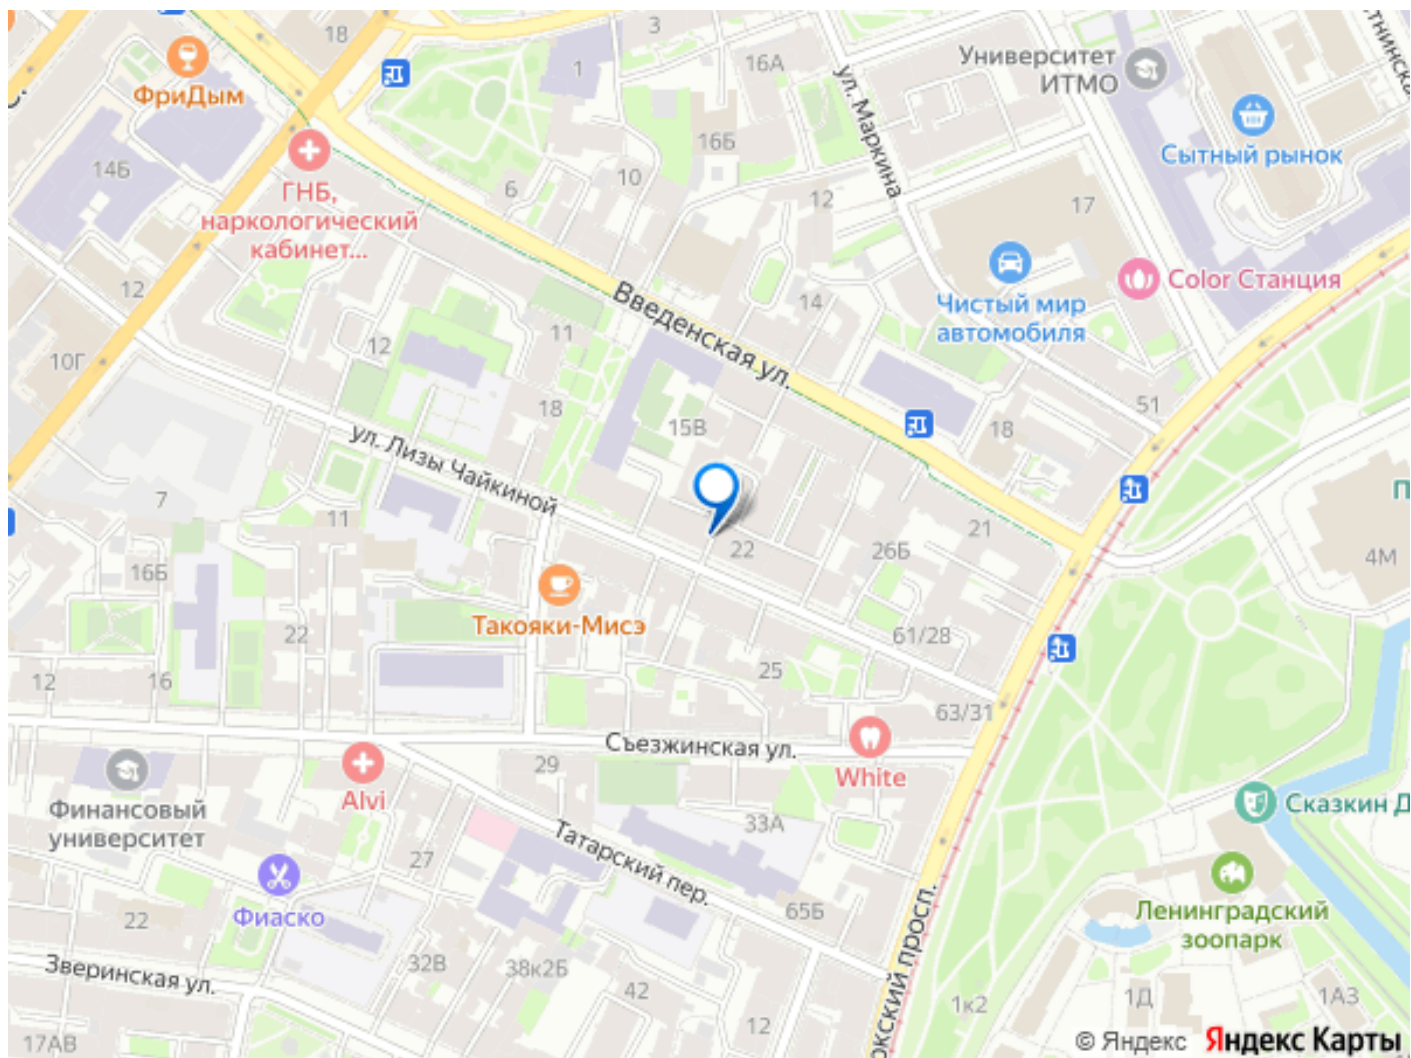 18
3
16А
1
ФриДым
ул. Маркина
Университет
ИТМО
Сытный рынок
14Б
ГНБ,
наркологический
кабинет...
16Б
10
6
12
17
12
Введенская ул.
14
Чистый мир
автомобиля
Color Станция
10Г
12
11
18
15В
18
51
ул. Лизы Чайкиной
7
11
16Б
22
26Б
21
4М
Такояки-Мисэ
22
61/28
12
16
25
63/31
Съезжинская ул.
White
29
Alvi
Финансовый
университет
33А
Татарский пер.
27
Сказкин Д
Фиаско
22
65Б
Ленинградский
зоопарк
Зверинская ул.
32В
38к2Б
42
12
окский просп.
1к2
1Д
1А3
17АВ
© Яндекс Яндекс Карты